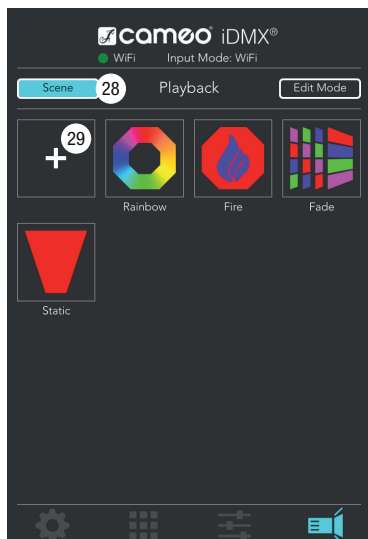 cameo® iDMX®
WiFi Input Mode: WiFi
Scene 28 Playback Edit Mode
+ 29
Rainbow Fire Fade
Static